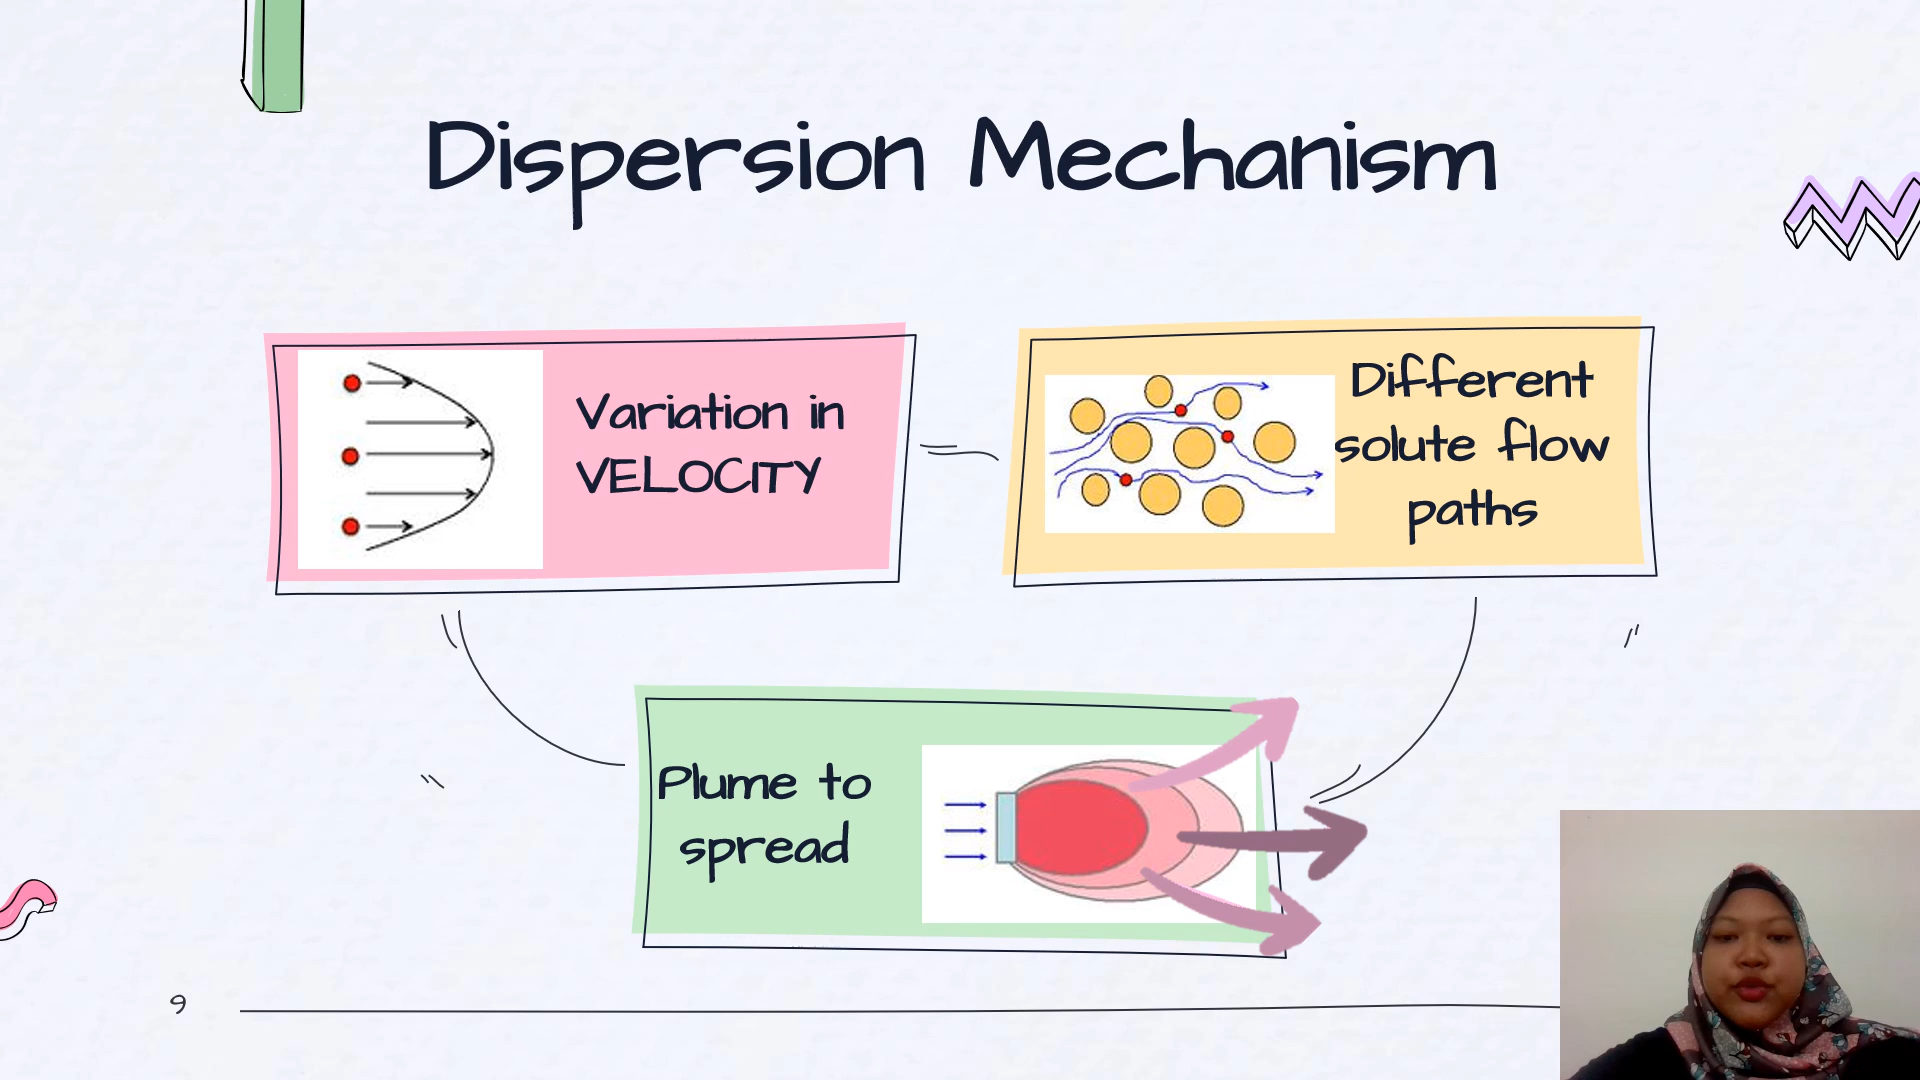 Dispersion Mechanism
Variation in
VELOCITY
Different
solute flow
paths
Plume to
spread
9